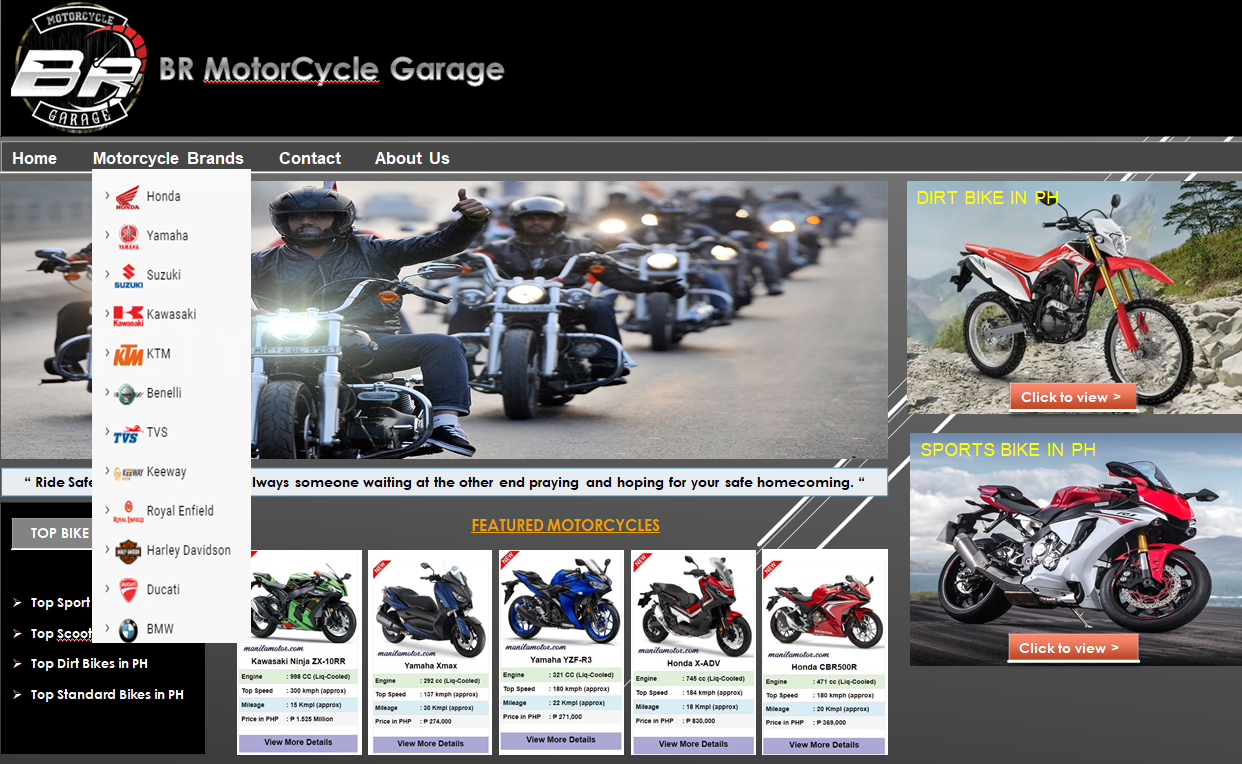 MOTORCYCLE
BR
GARAGE
BR MotorCycle Garage
Home
Motorcycle Brands
Contact
About Us
Honda
Yamaha
Suzuki
Kawasaki
KTM
Benelli
TVS
Keeway
Royal Enfield
Harley Davidson
Ducati
BMW
DIRT BIKE IN PH
Click to view >
SPORTS BIKE IN PH
Click to view >
“ Ride Safe
lways someone waiting at the other end praying and hoping for your safe homecoming. “
TOP BIKE
Top Sport
Top Scoot
Top Dirt Bikes in PH
Top Standard Bikes in PH
FEATURED MOTORCYCLES
manilamotor.com
Kawasaki Ninja ZX-10RR
Engine : 998 CC (Liq-Cooled)
Top Speed : 300 kmph (approx)
Mileage : 15 Kmpl (approx)
Price in PHP : ₱ 1.525 Million
View More Details
NEW
manilamotor.com
Yamaha Xmax
Engine : 292 cc (Liq-Cooled)
Top Speed : 137 kmph (approx)
Mileage : 30 Kmpl (approx)
Price in PHP : ₱ 274,000
View More Details
NEW
manilamotor.com
Yamaha YZF-R3
Engine : 321 CC (Liq-Cooled)
Top Speed : 180 kmph (approx)
Mileage : 22 Kmpl (approx)
Price in PHP : ₱ 271,000
View More Details
NEW
manilamotor.com
Honda X-ADV
Engine : 745 cc (Liq-Cooled)
Top Speed : 184 kmph (approx)
Mileage : 18 Kmpl (approx)
Price in PHP : ₱ 830,000
View More Details
NEW
manilamotor.com
Honda CBR500R
Engine : 471 cc (Liq-Cooled)
Top Speed : 180 kmph (approx)
Mileage : 20 Kmpl (approx)
Price in PHP : ₱ 369,000
View More Details